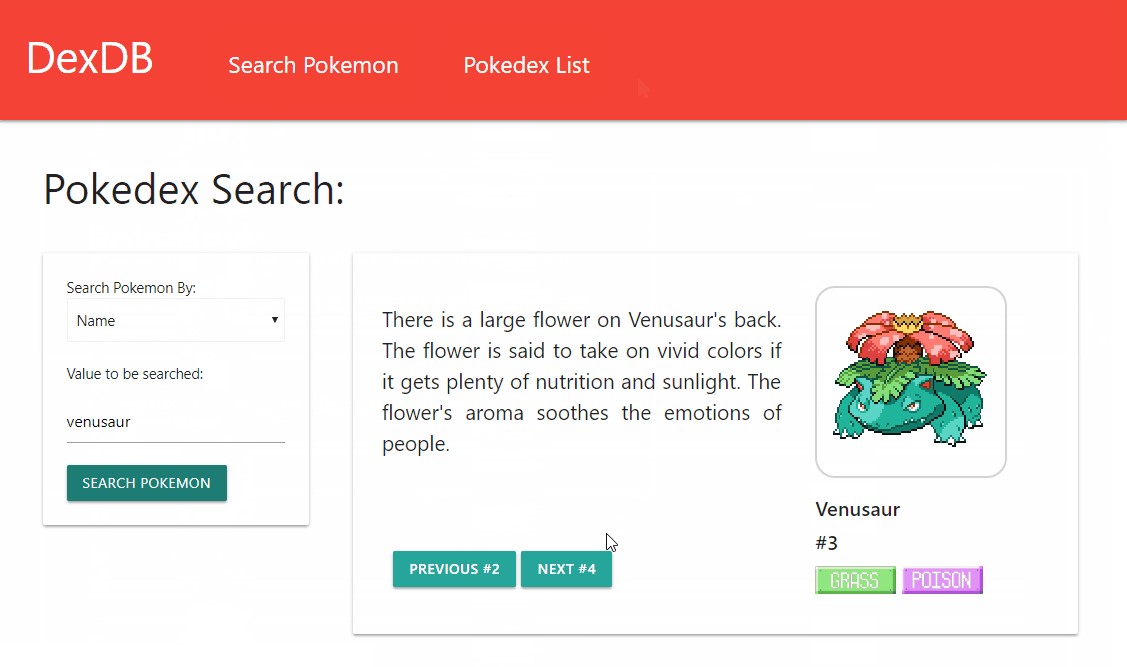 DexDB
Search Pokemon
Pokedex List
Pokedex Search:
Search Pokemon By:
Name
Value to be searched:
venusaur
SEARCH POKEMON
There is a large flower on Venusaur's back.
The flower is said to take on vivid colors if
it gets plenty of nutrition and sunlight. The
flower's aroma soothes the emotions of
people.
PREVIOUS #2
NEXT #4
Venusaur
#3
GRASS
POISON